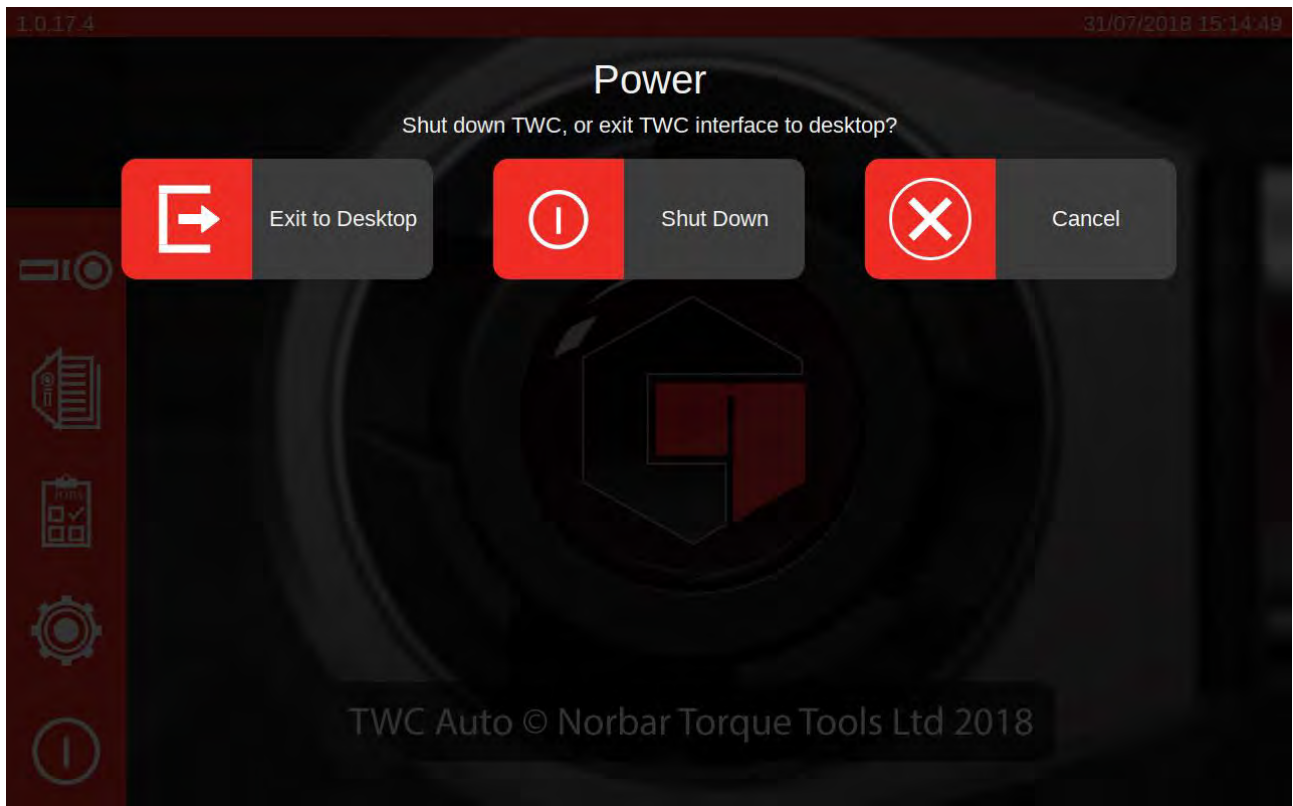 1.0.17.4 31/07/2018 15:14:49
Power
Shut down TWC, or exit TWC interface to desktop?
Exit to Desktop Shut Down Cancel
Jobs
TWC Auto © Norbar Torque Tools Ltd 2018